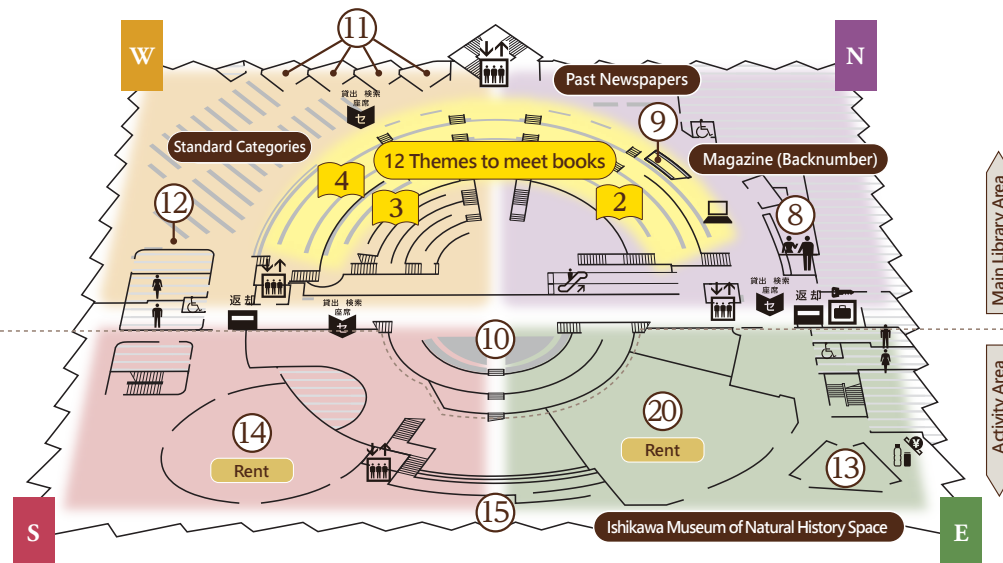 W
⑪
N
Past Newspapers
貸出 検索
座席
セ
⑨
Standard Categories
12 Themes to meet books
Magazine (Backnumber)
4
3
2
⑫
⑧
Main Library Area
返却
貸出 検索
座席
セ
貸出 検索
座席
セ
返却
⑩
Activity Area
⑭
Rent
⑳
Rent
¥
⑬
⑮
S
Ishikawa Museum of Natural History Space
E